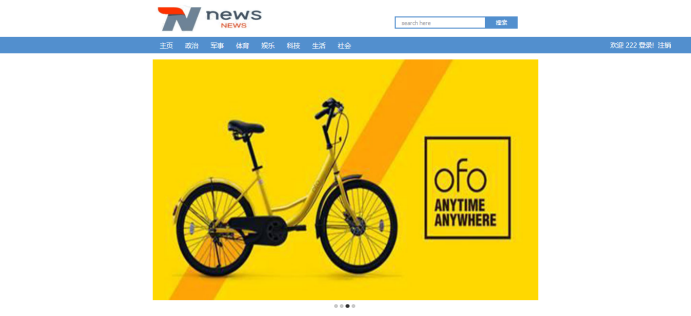 news
NEWS
search here
搜索
主页 政治 军事 体育 娱乐 科技 生活 社会
欢迎 222 登录! 注销
ofo
ANYTIME
ANYWHERE